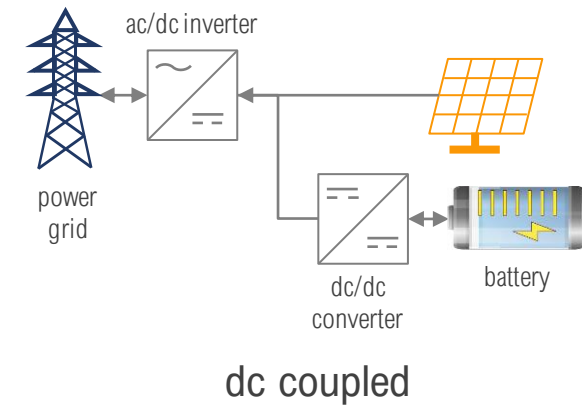 ac/dc inverter
power
grid
battery
dc/dc
converter
dc coupled